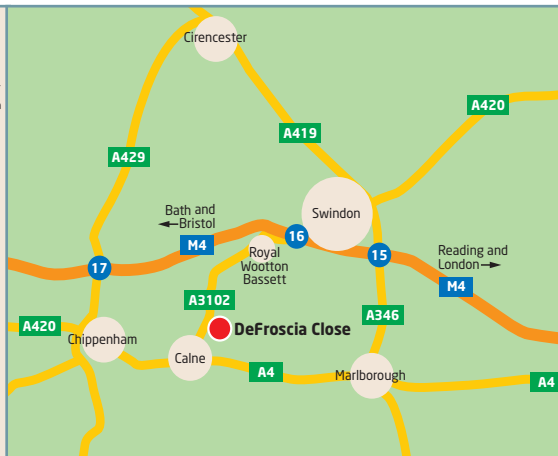 Cirencester
A420
A419
A429
Bath and
Bristol
Swindon
16
M4
Royal
Wootton
Bassett
15
Reading and
London
17
M4
A3102
A346
A420
DeFroscia Close
Chippenham
Calne
A4
Marlborough
A4